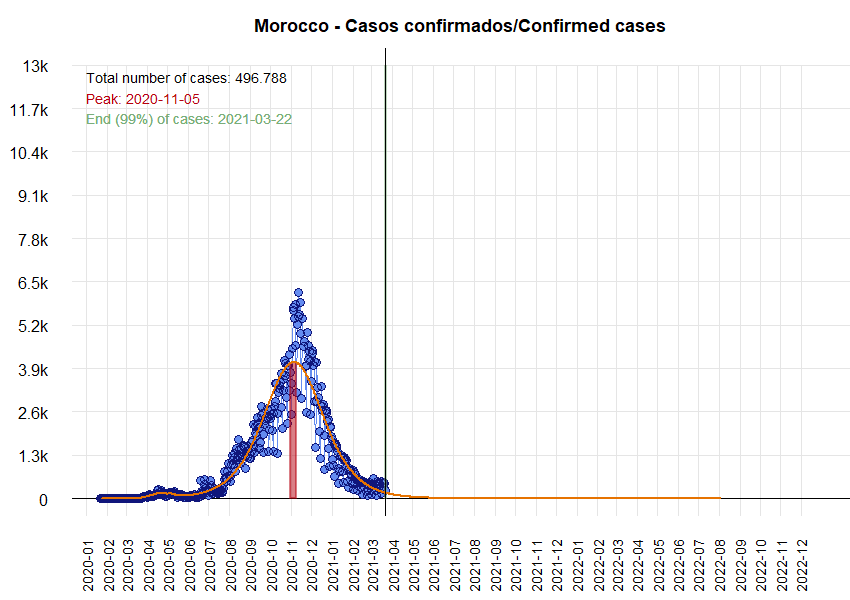 Morocco - Casos confirmados/Confirmed cases
13k
11.7k
10.4k
9.1k
7.8k
6.5k
5.2k
3.9k
2.6k
1.3k
0
Total number of cases: 496.788
Peak: 2020-11-05
End (99%) of cases: 2021-03-22
2020-01
2020-02
2020-03
2020-04
2020-05
2020-06
2020-07
2020-08
2020-09
2020-10
2020-11
2020-12
2021-01
2021-02
2021-03
2021-04
2021-05
2021-06
2021-07
2021-08
2021-09
2021-10
2021-11
2021-12
2022-01
2022-02
2022-03
2022-04
2022-05
2022-06
2022-07
2022-08
2022-09
2022-10
2022-11
2022-12